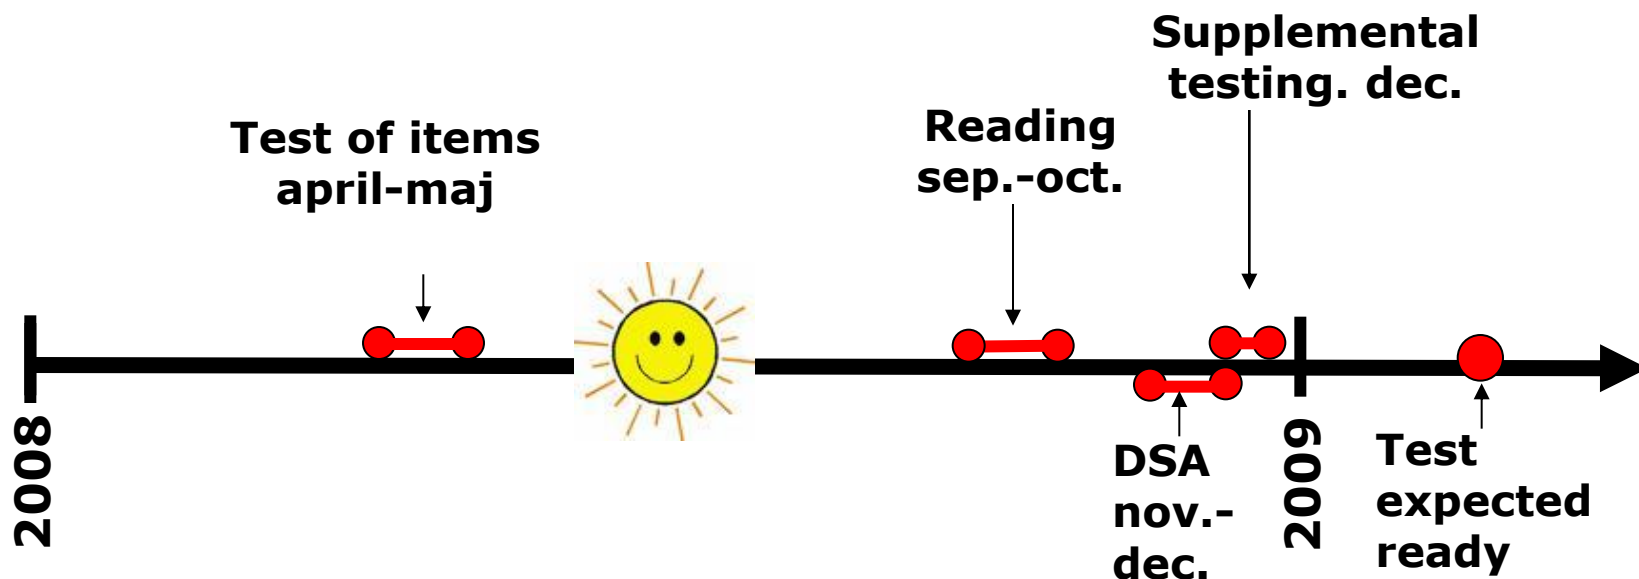 Supplemental
testing. dec.
Test of items
april-maj
Reading
sep.-oct.
2008
DSA
nov.-
dec.
2009
Test
expected
ready